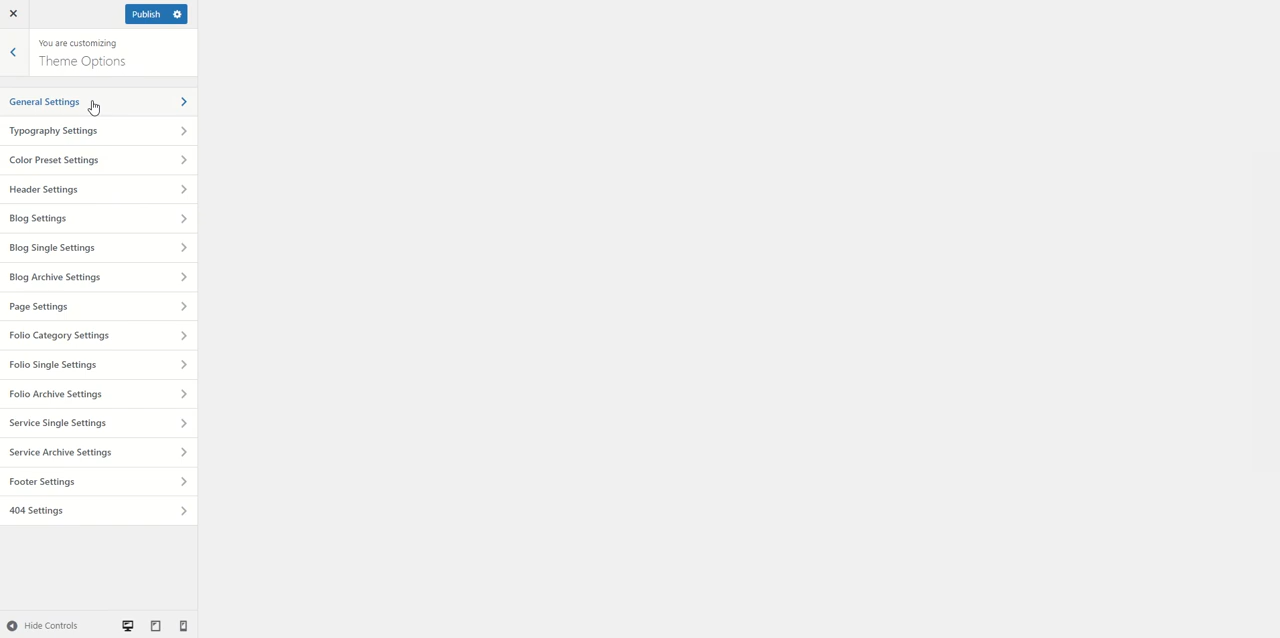 Publish
You are customizing
Theme Options
General Settings
Typography Settings
Color Preset Settings
Header Settings
Blog Settings
Blog Single Settings
Blog Archive Settings
Page Settings
Folio Category Settings
Folio Single Settings
Folio Archive Settings
Service Single Settings
Service Archive Settings
Footer Settings
404 Settings
Hide Controls